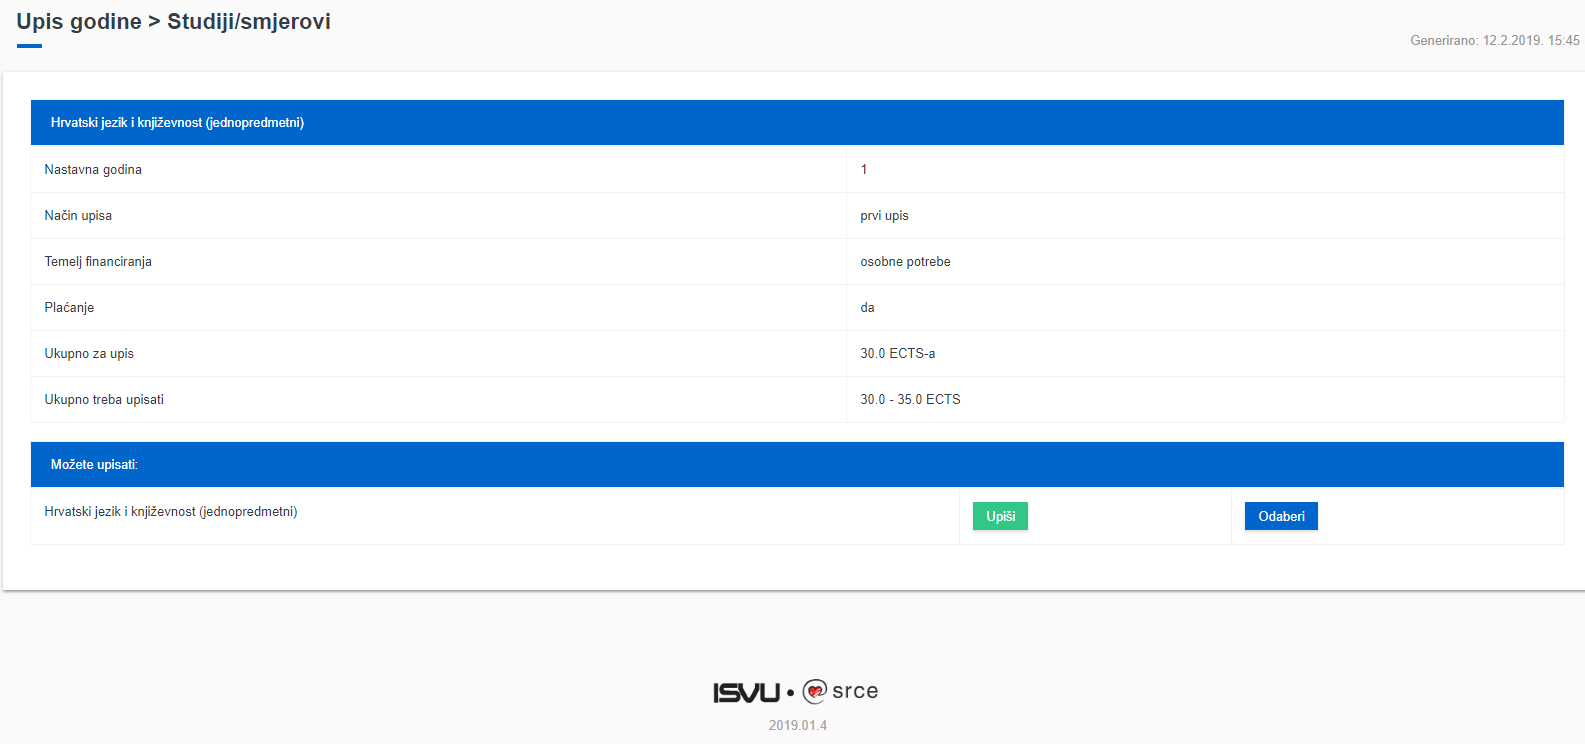 Upis godine > Studiji/smjerovi
Generirano: 12.2.2019. 15:45
Hrvatski jezik i književnost (jednopredmetni)
Nastavna godina 1
Način upisa prvi upis
Temelj financiranja osobne potrebe
Plaćanje da
Ukupno za upis 30.0 ECTS-a
Ukupno treba upisati 30.0 - 35.0 ECTS
Možete upisati:
Hrvatski jezik i književnost (jednopredmetni) Upiši Odaberi
ISVU • srce
2019.01.4